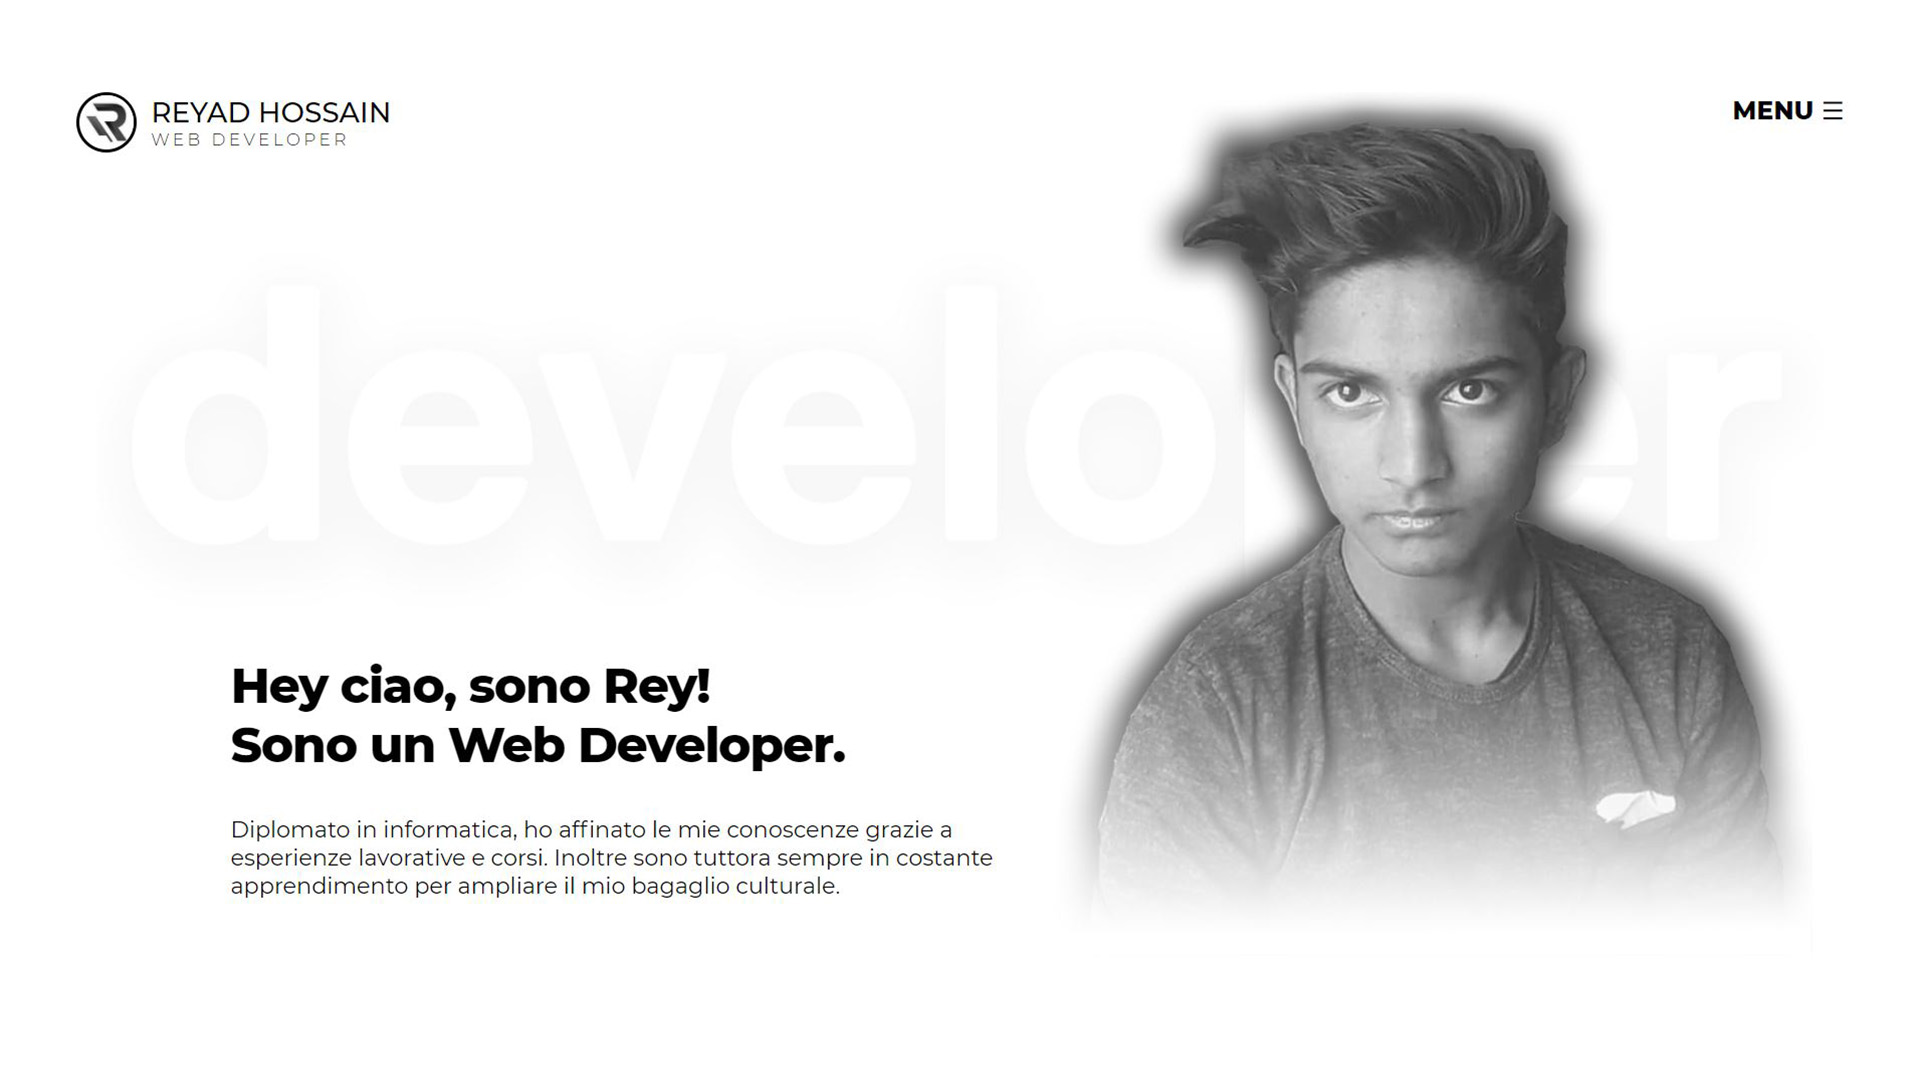 REYAD HOSSAIN
WEB DEVELOPER
MENU
develo er
Hey ciao, sono Rey!
Sono un Web Developer.
Diplomato in informatica, ho affinato le mie conoscenze grazie a
esperienze lavorative e corsi. Inoltre sono tuttora sempre in costante
apprendimento per ampliare il mio bagaglio culturale.